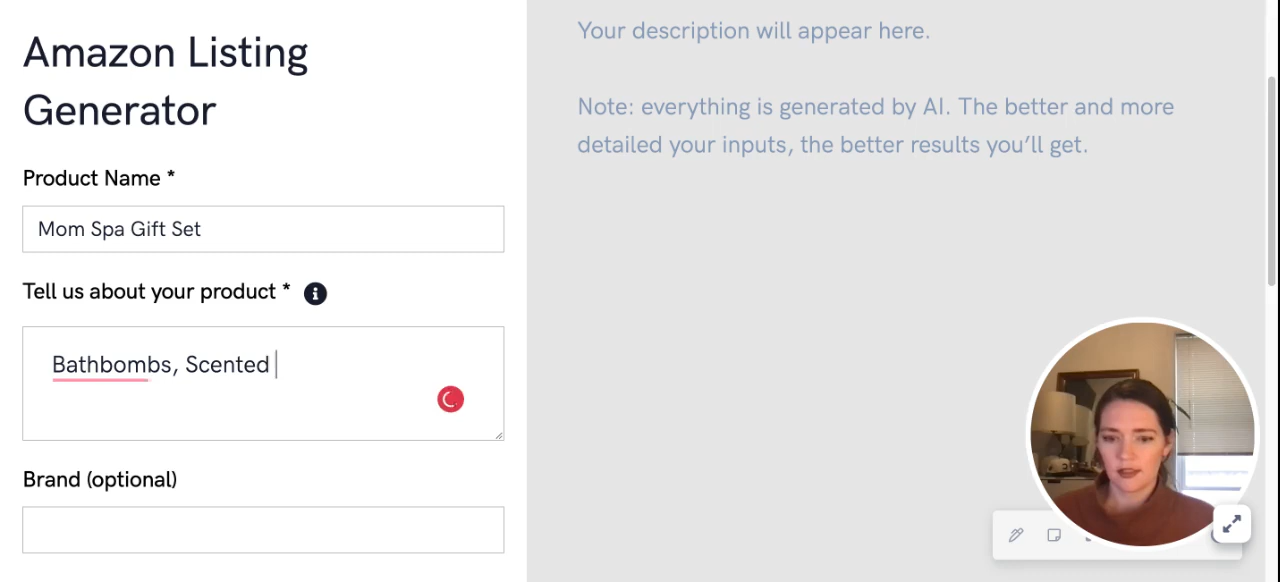 Amazon Listing
Generator
Product Name *
Mom Spa Gift Set
Tell us about your product *
Bathbombs, Scented
Brand (optional)
Your description will appear here.
Note: everything is generated by AI. The better and more
detailed your inputs, the better results you’ll get.